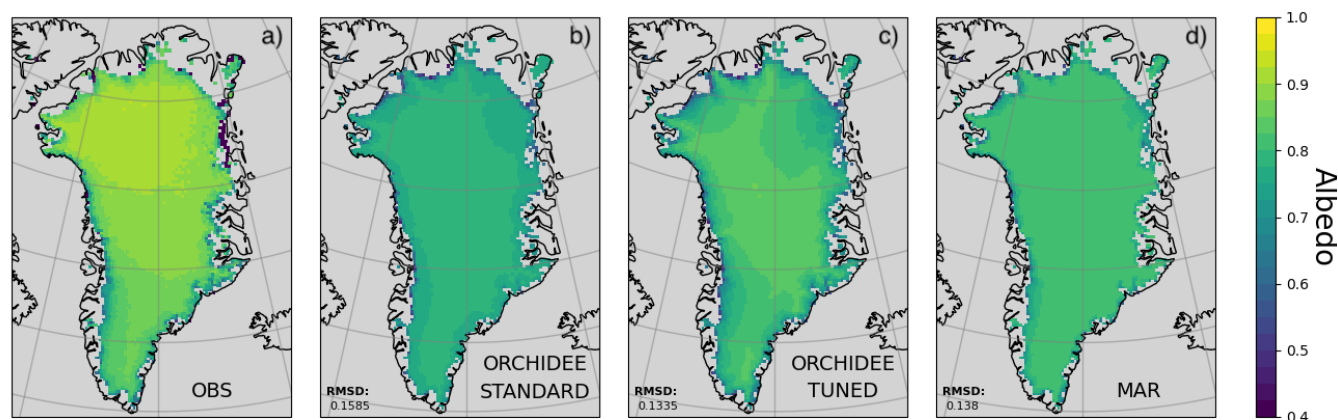 a)
OBS
b)
ORCHIDEE
STANDARD
RMSD:
0.1585
c)
ORCHIDEE
TUNED
RMSD:
0.1335
d)
MAR
RMSD:
0.138
1.0
0.9
0.8
0.7
0.6
0.5
0.4
Albedo